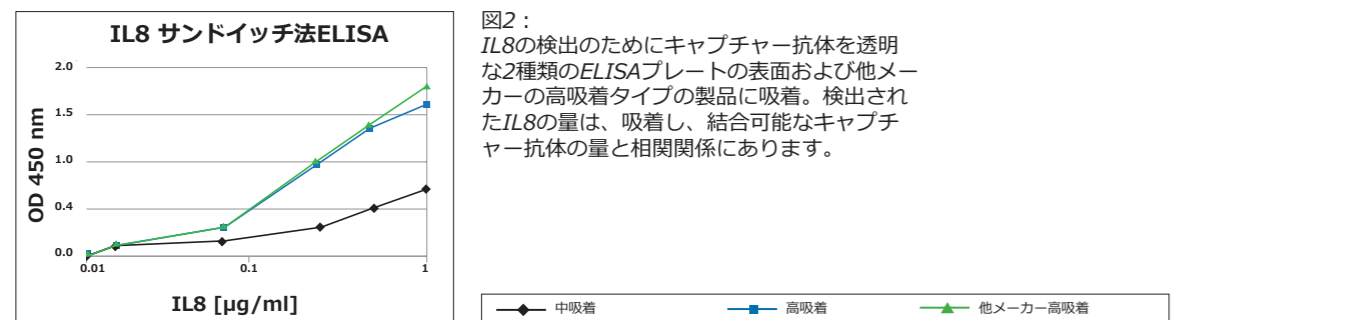 IL8 サンドイッチ法ELISA
2.0
1.5
1.0
0.4
0.0
OD 450 nm
0.01 0.1 1
IL8 [µg/ml]
図2：
IL8の検出のためにキャプチャー抗体を透明
な2種類のELISAプレートの表面および他メー
カーの高吸着タイプの製品に吸着。検出され
たIL8の量は、吸着し、結合可能なキャプチ
ャー抗体の量と相関関係にあります。
中吸着 高吸着 他メーカー高吸着